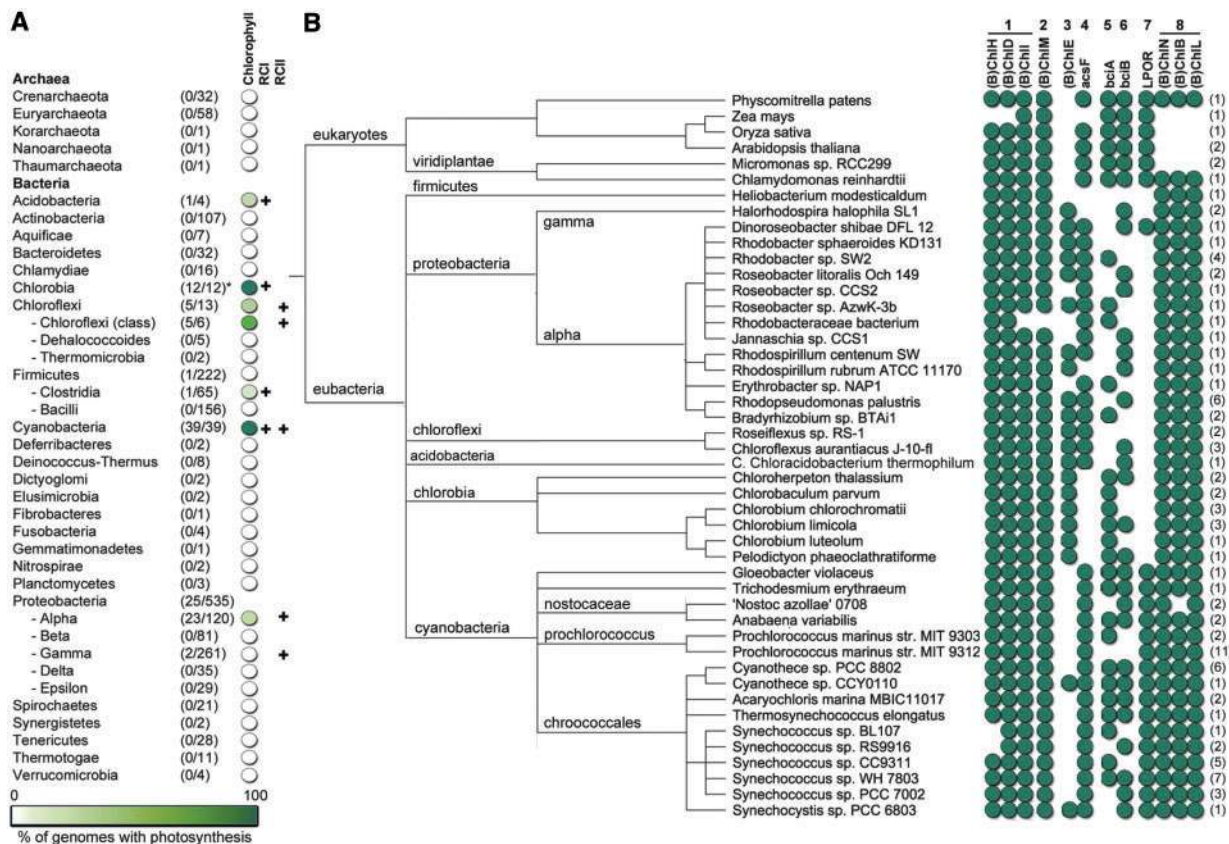 A
Chlorophyll
RCI
RCII
Archaea
Crenarchaeota (0/32)
Euryarchaeota (0/58)
Korarchaeota (0/1)
Nanoarchaeota (0/1)
Thaumarchaeota (0/1)
Bacteria
Acidobacteria (1/4) +
Actinobacteria (0/107)
Aquificae (0/7)
Bacteroidetes (0/32)
Chlamydiae (0/16)
Chlorobia (12/12)* +
Chloroflexi (5/13) +
- Chloroflexi (class) (5/6) +
- Dehalococcoides (0/5)
- Thermomicrobia (0/2)
Firmicutes (1/222)
- Clostridia (1/65) +
- Bacilli (0/156)
Cyanobacteria (39/39) + +
Deferribacteres (0/2)
Deinococcus-Thermus (0/8)
Dictyoglomi (0/2)
Elusimicrobia (0/2)
Fibrobacteres (0/1)
Fusobacteria (0/4)
Gemmatimonadetes (0/1)
Nitrospirae (0/2)
Planctomycetes (0/3)
Proteobacteria (25/535)
- Alpha (23/120) +
- Beta (0/81)
- Gamma (2/261) +
- Delta (0/35)
- Epsilon (0/29)
Spirochaetes (0/21)
Synergistetes (0/2)
Tenericutes (0/28)
Thermotogae (0/11)
Verrucomicrobia (0/4)
0 100
% of genomes with photosynthesis
B
1 2 3 4 5 6 7 8
(B)ChlH
(B)ChlD
(B)ChlI
(B)ChlM
(B)ChlE
acsF
bciA
bciB
LPOR
(B)ChlN
(B)ChlB
(B)ChlL
eukaryotes
viridiplantae
firmicutes
gamma
proteobacteria
alpha
eubacteria
chloroflexi
acidobacteria
chlorobia
nostocaceae
cyanobacteria
prochlorococcus
chroococcales
Physcomitrella patens (1)
Zea mays (1)
Oryza sativa (1)
Arabidopsis thaliana (2)
Micromonas sp. RCC299 (2)
Chlamydomonas reinhardtii (1)
Heliobacterium modesticaldum (1)
Halorhodospira halophila SL1 (2)
Dinoroseobacter shibae DFL 12 (1)
Rhodobacter sphaeroides KD131 (1)
Rhodobacter sp. SW2 (4)
Roseobacter litoralis Och 149 (2)
Roseobacter sp. CCS2 (1)
Roseobacter sp. AzwK-3b (1)
Rhodobacteraceae bacterium (1)
Jannaschia sp. CCS1 (1)
Rhodospirillum centenum SW (1)
Rhodospirillum rubrum ATCC 11170 (1)
Erythrobacter sp. NAP1 (1)
Rhodopseudomonas palustris (6)
Bradyrhizobium sp. BTAi1 (1)
Roseiflexus sp. RS-1 (2)
Chloroflexus aurantiacus J-10-fl (3)
C. Chloracidobacterium thermophilum (1)
Chloroherpeton thalassium (2)
Chlorobaculum parvum (2)
Chlorobium chlorochromatii (3)
Chlorobium limicola (3)
Chlorobium luteolum (1)
Pelodictyon phaeoclathratiforme (1)
Gloeobacter violaceus (1)
Trichodesmium erythraeum (1)
'Nostoc azollae' 0708 (2)
Anabaena variabilis (2)
Prochlorococcus marinus str. MIT 9303 (2)
Prochlorococcus marinus str. MIT 9312 (11
Cyanothece sp. PCC 8802 (6)
Cyanothece sp. CCY0110 (1)
Acaryochloris marina MBIC11017 (2)
Thermosynechococcus elongatus (1)
Synechococcus sp. BL107 (1)
Synechococcus sp. RS9916 (2)
Synechococcus sp. CC9311 (5)
Synechococcus sp. WH 7803 (7)
Synechococcus sp. PCC 7002 (3)
Synechocystis sp. PCC 6803 (1)